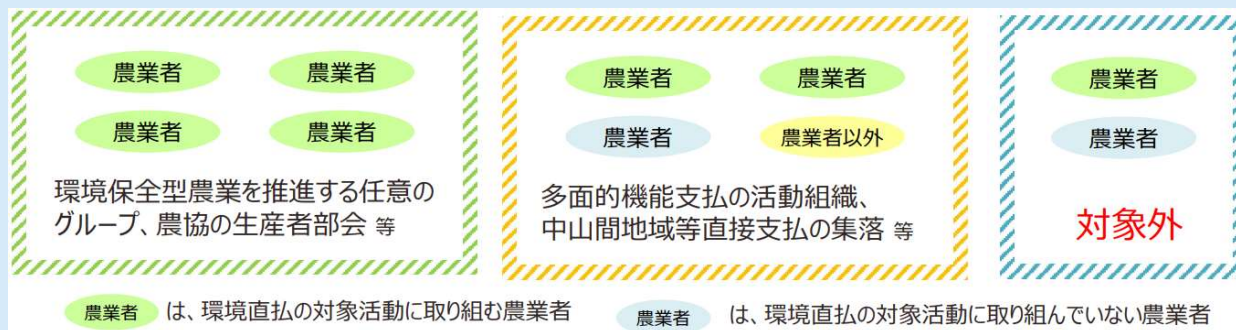 農業者 農業者
農業者 農業者
環境保全型農業を推進する任意の
グループ、農協の生産者部会 等
農業者 農業者
農業者 農業者以外
多面的機能支払の活動組織、
中山間地域等直接支払の集落 等
農業者
農業者
対象外
農業者 は、環境直払の対象活動に取り組む農業者
農業者 は、環境直払の対象活動に取り組んでいない農業者